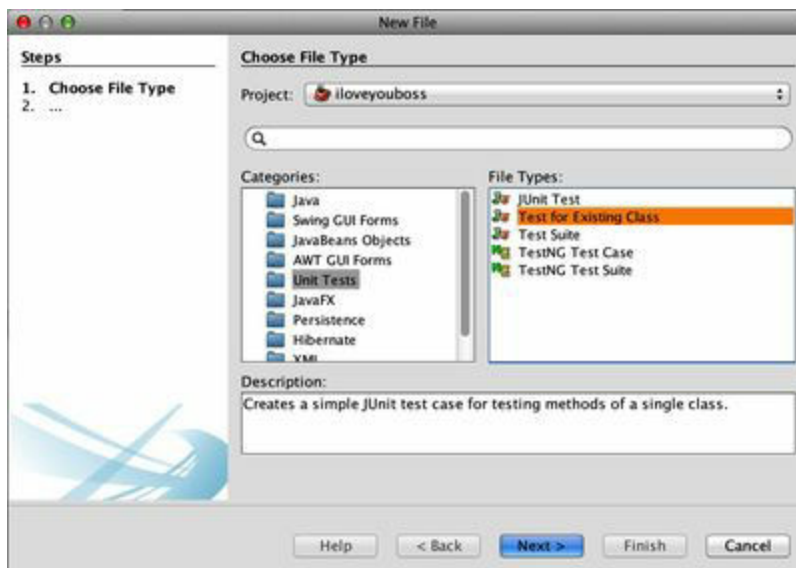 New File
Steps
1. Choose File Type
2. ...
Choose File Type
Project: iloveyouboss
Categories:
Java
Swing GUI Forms
JavaBeans Objects
AWT GUI Forms
Unit Tests
JavaFX
Persistence
Hibernate
XML
File Types:
JUnit Test
Test for Existing Class
Test Suite
TestNG Test Case
TestNG Test Suite
Description:
Creates a simple JUnit test case for testing methods of a single class.
Help
< Back
Next >
Finish
Cancel